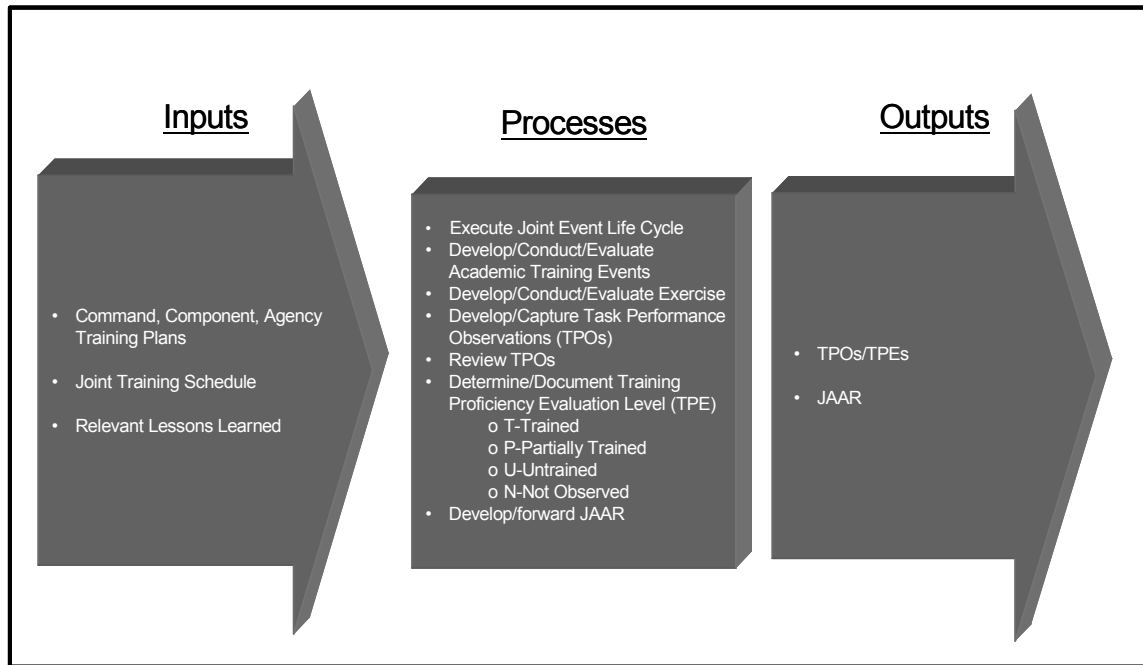 Inputs
• Command, Component, Agency
Training Plans
• Joint Training Schedule
• Relevant Lessons Learned
Processes
• Execute Joint Event Life Cycle
• Develop/Conduct/Evaluate
Academic Training Events
• Develop/Conduct/Evaluate Exercise
• Develop/Capture Task Performance
Observations (TPOs)
• Review TPOs
• Determine/Document Training
Proficiency Evaluation Level (TPE)
o T-Trained
o P-Partially Trained
o U-Untrained
o N-Not Observed
• Develop/forward JAAR
Outputs
• TPOs/TPEs
• JAAR